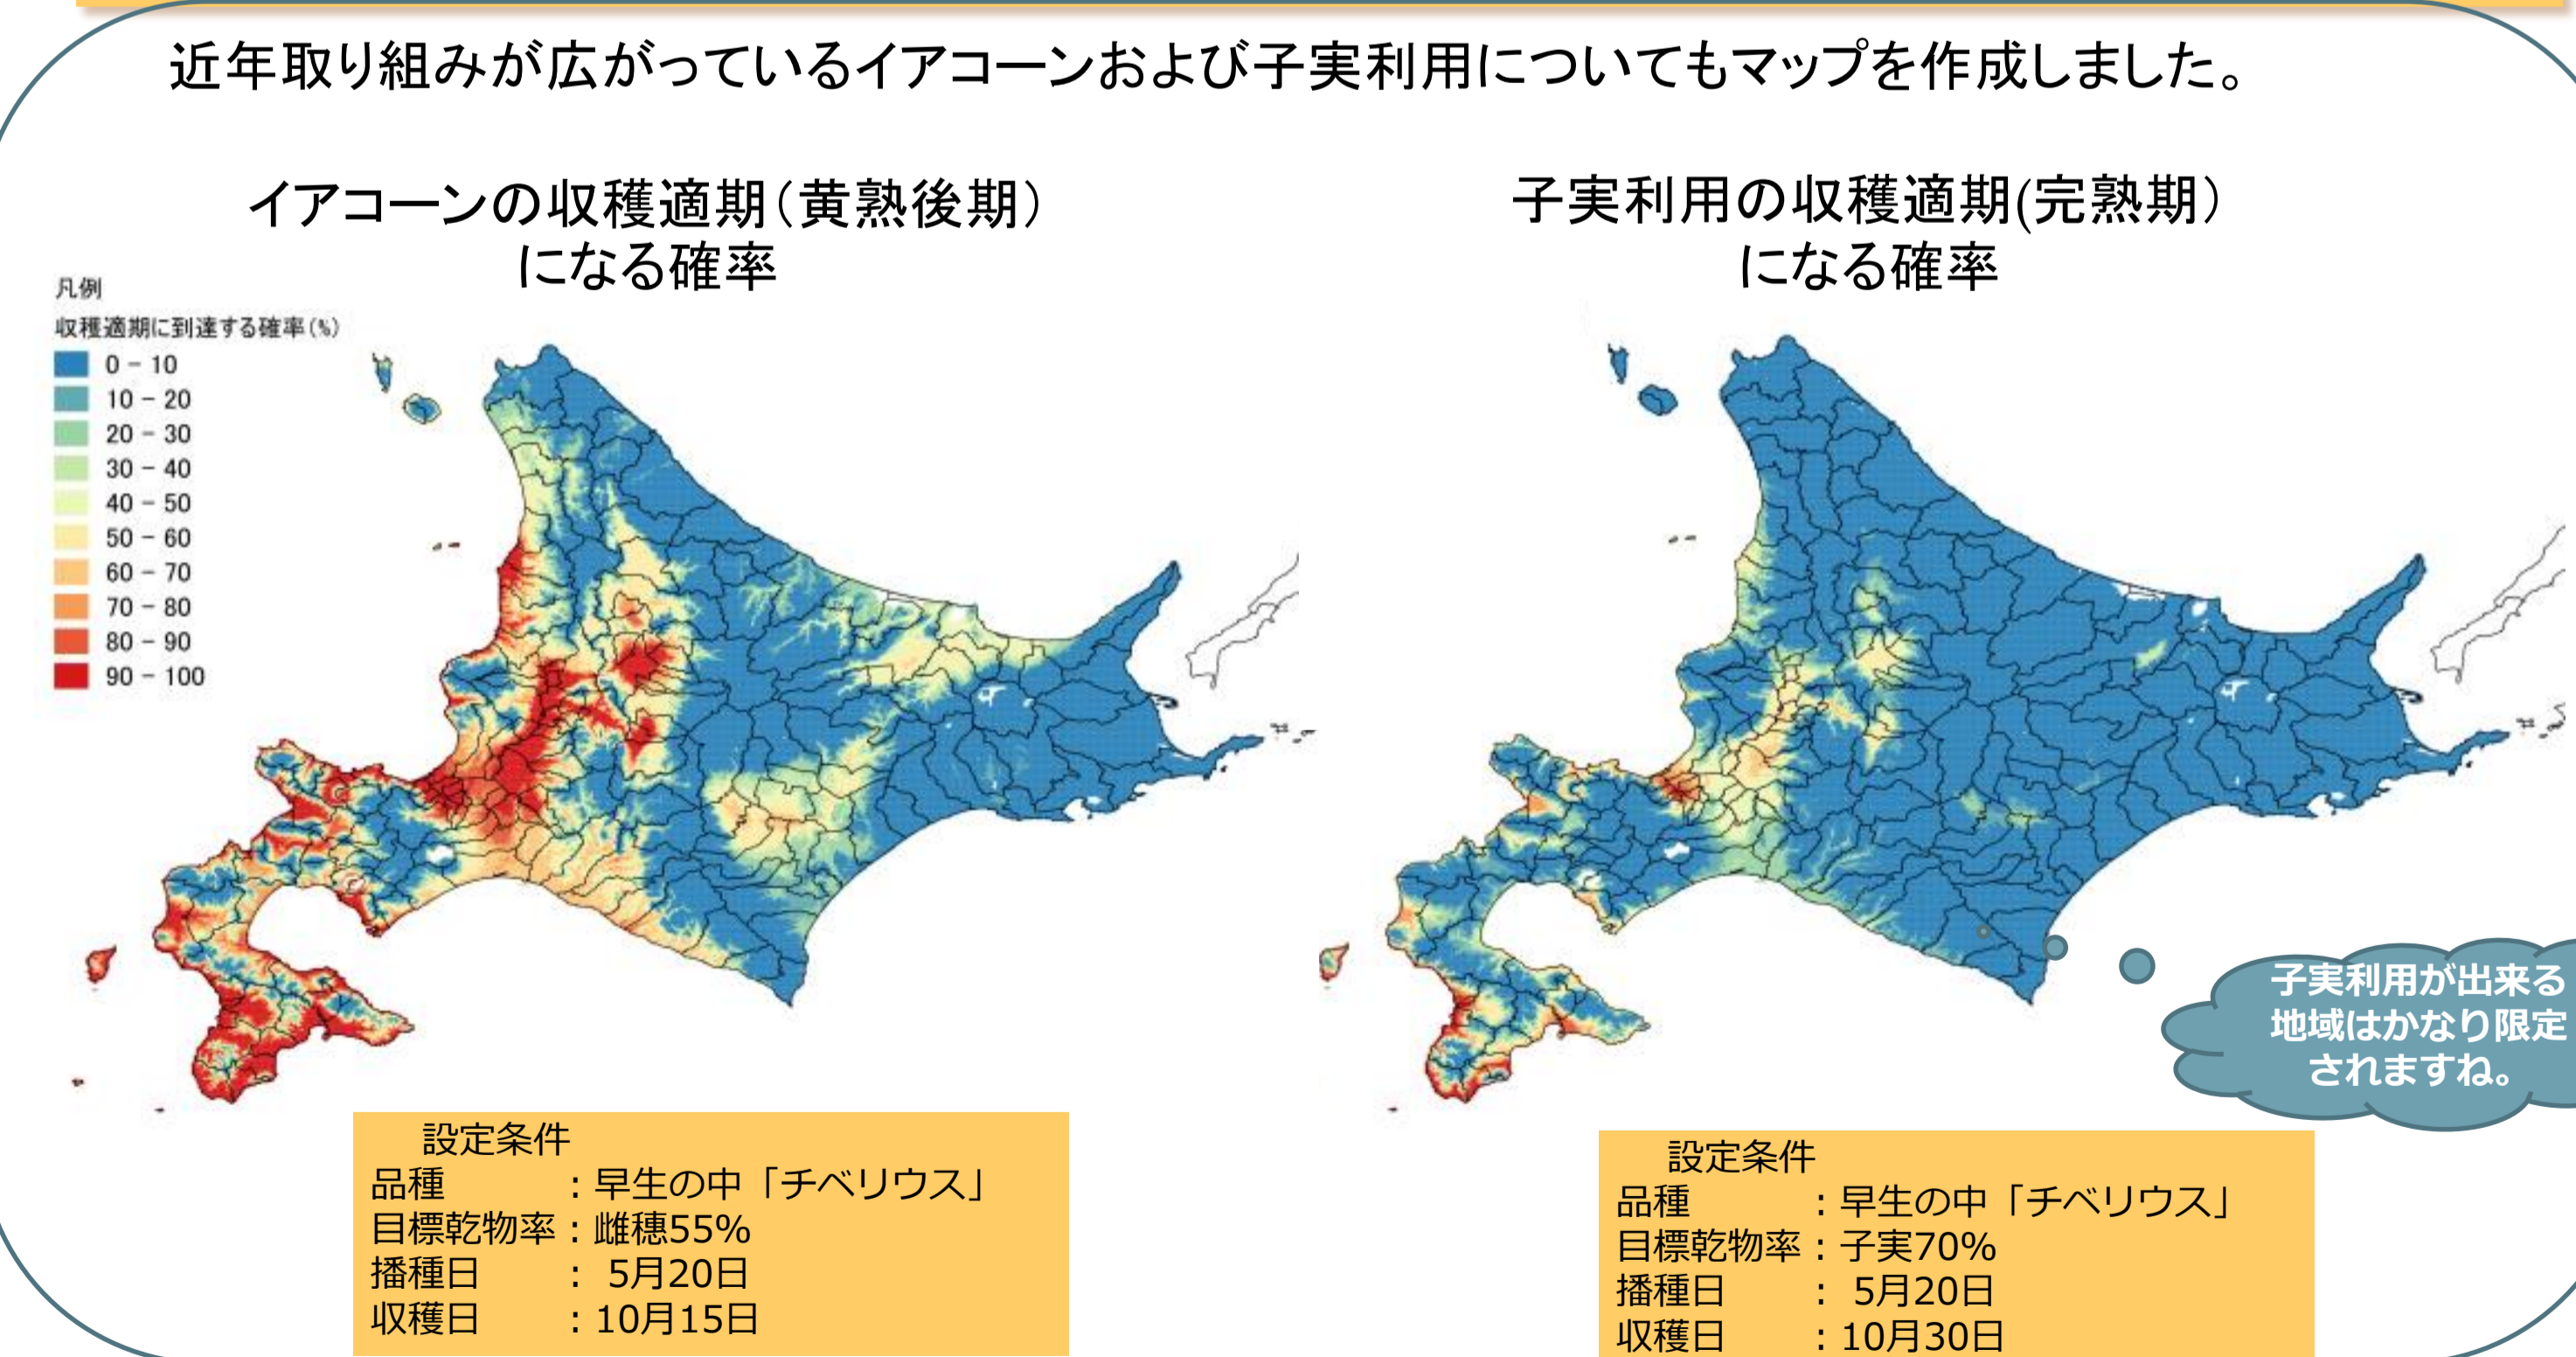 近年取り組みが広がっているイアコーンおよび子実利用についてもマップを作成しました。
イアコーンの収穫適期（黄熟後期）
になる確率
凡例
収穫適期に到達する確率(%)
0 - 10
10 - 20
20 - 30
30 - 40
40 - 50
50 - 60
60 - 70
70 - 80
80 - 90
90 - 100
設定条件
品種 ：早生の中「チベリウス」
目標乾物率：雌穂55%
播種日 ： 5月20日
収穫日 ：10月15日
子実利用の収穫適期(完熟期）
になる確率
子実利用が出来る
地域はかなり限定
されますね。
設定条件
品種 ：早生の中「チベリウス」
目標乾物率：子実70%
播種日 ： 5月20日
収穫日 ：10月30日